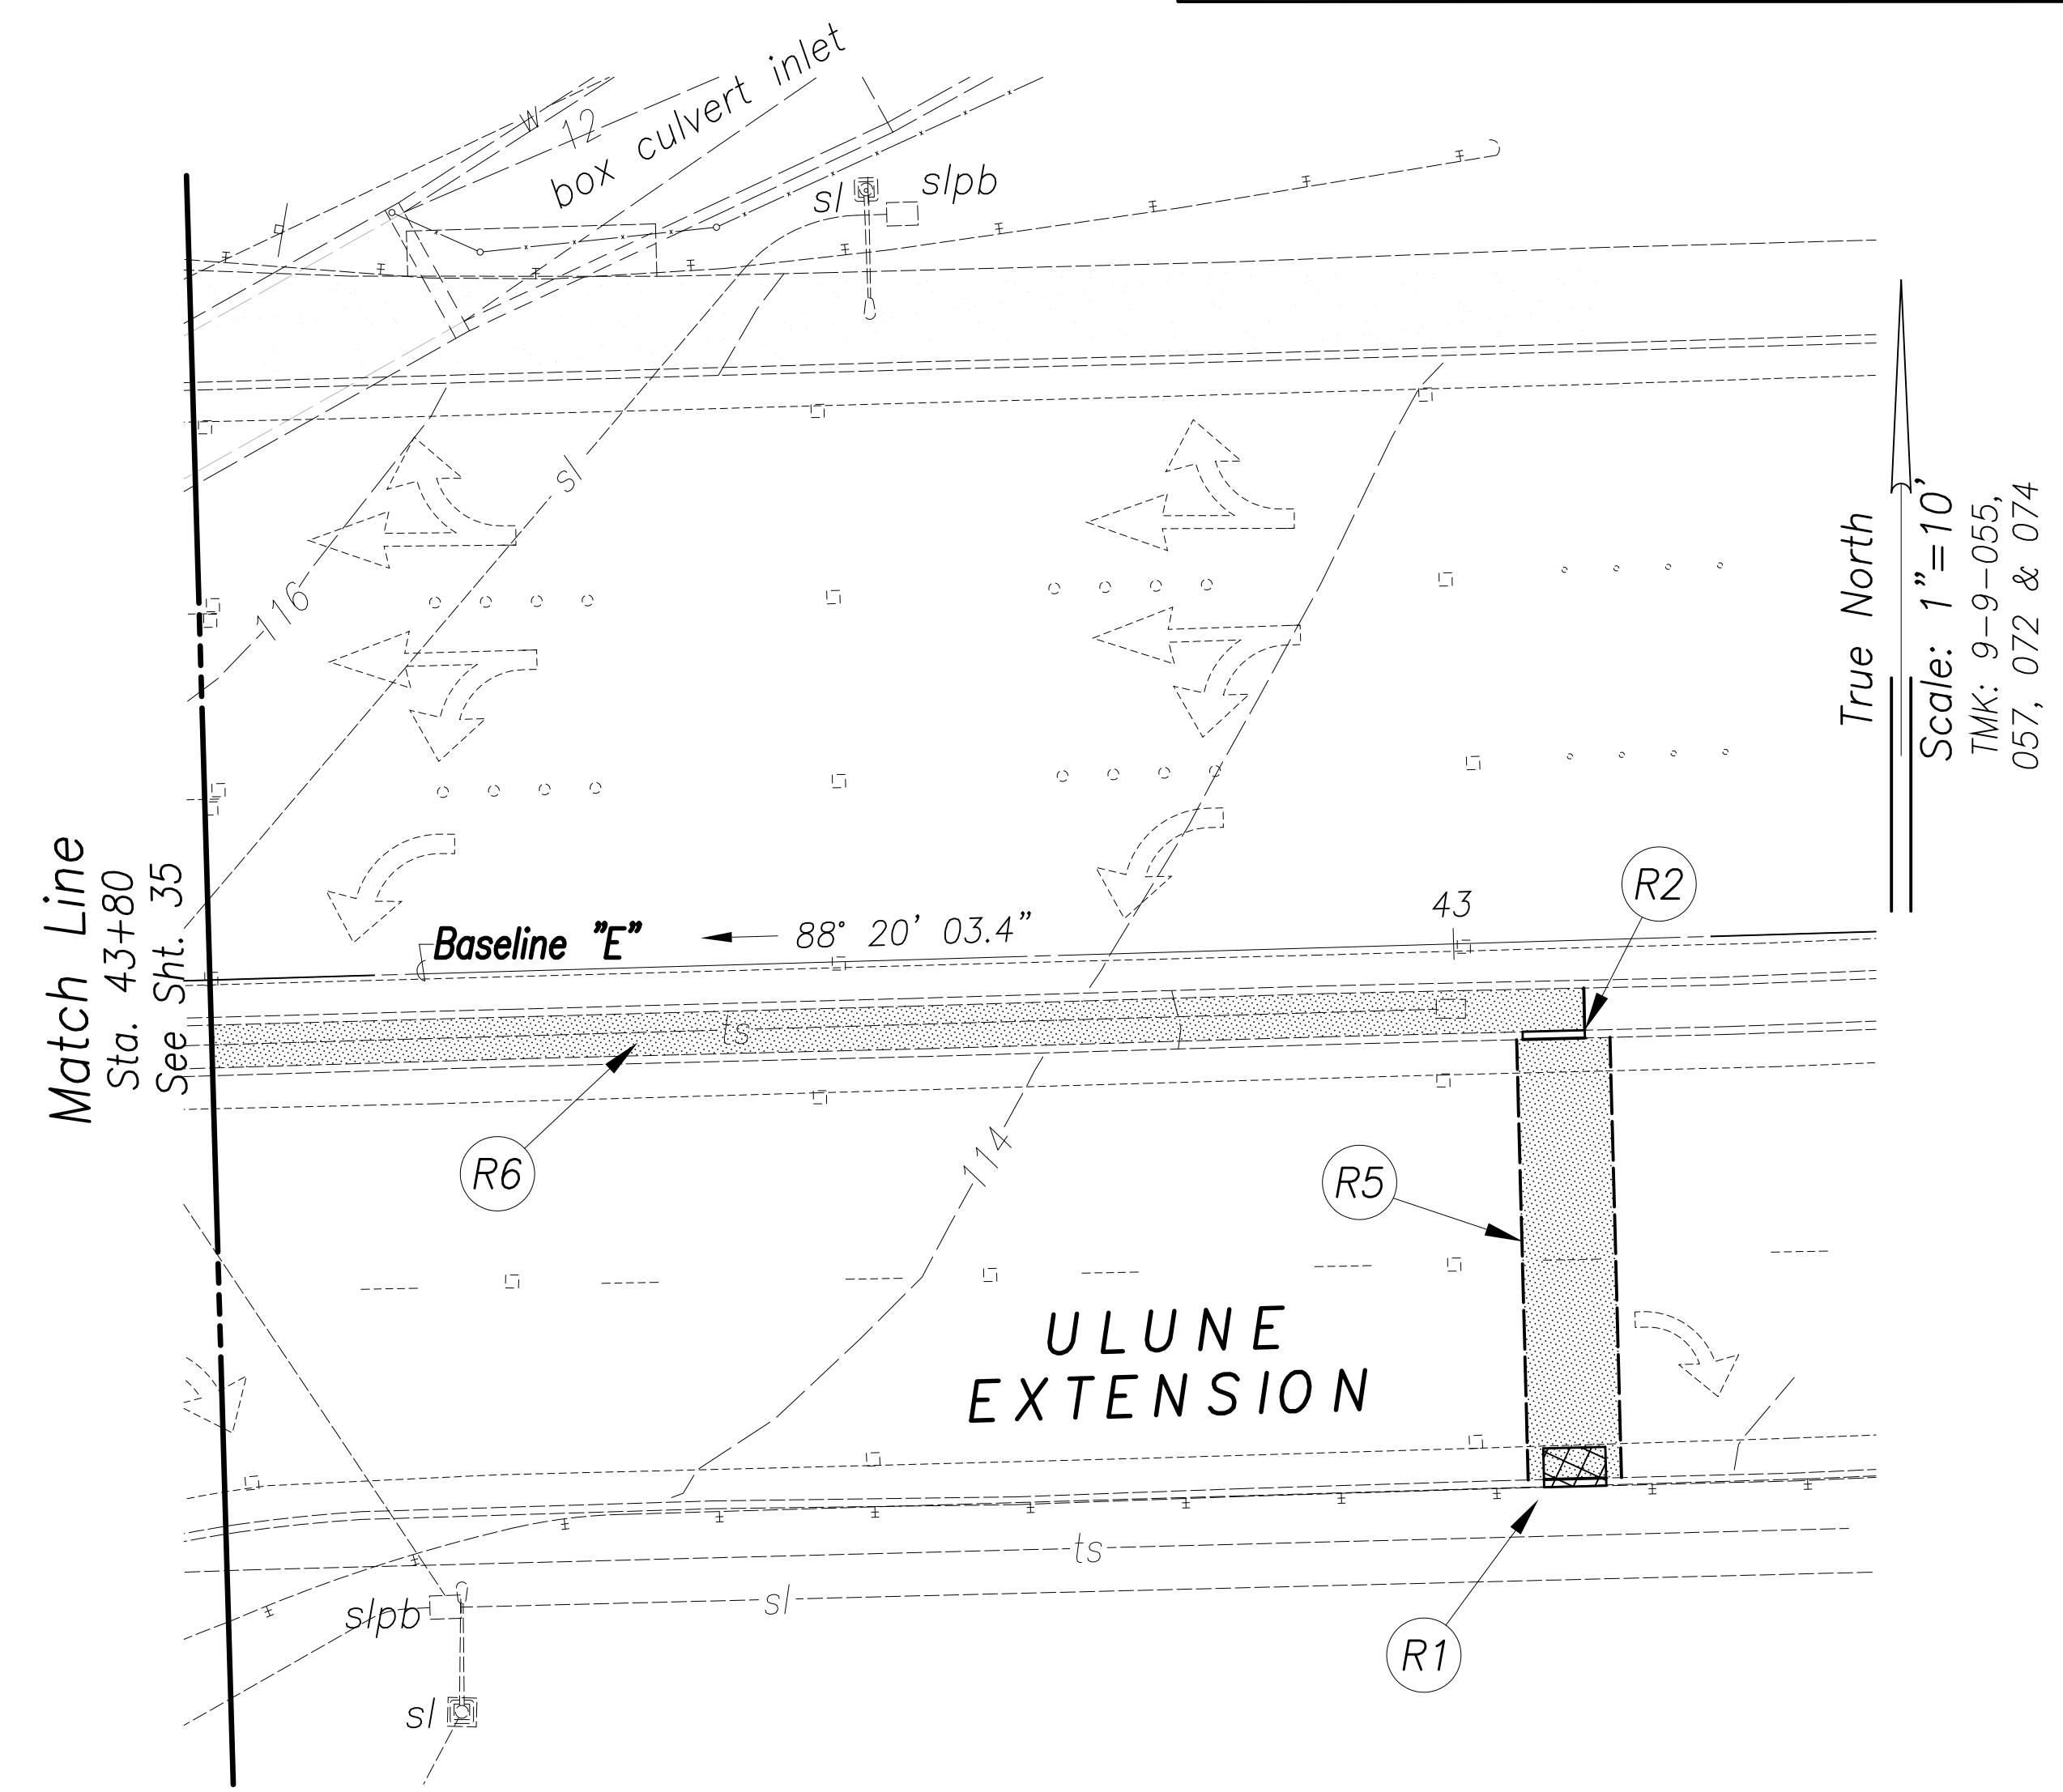 box culvert inlet
W
12
sl
slpb
sl
116
True North
Scale: 1"=10'
TMK: 9-9-055,
057, 072 & 074
Match Line
Sta. 43+80
See Sht. 35
Baseline "E"
88° 20' 03.4"
43
R2
ts
R6
114
R5
ULUNE
EXTENSION
ts
slpb
sl
R1
sl